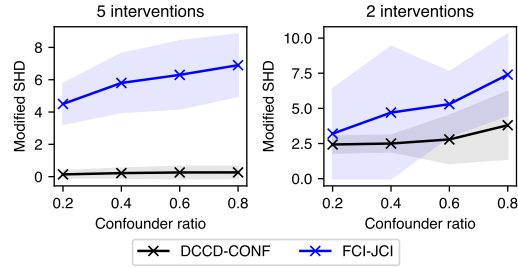 5 interventions
Modified SHD
8
6
4
2
0
0.2 0.4 0.6 0.8
Confounder ratio
2 interventions
Modified SHD
10.0
7.5
5.0
2.5
0.0
0.2 0.4 0.6 0.8
Confounder ratio
DCCD-CONF FCI-JCI